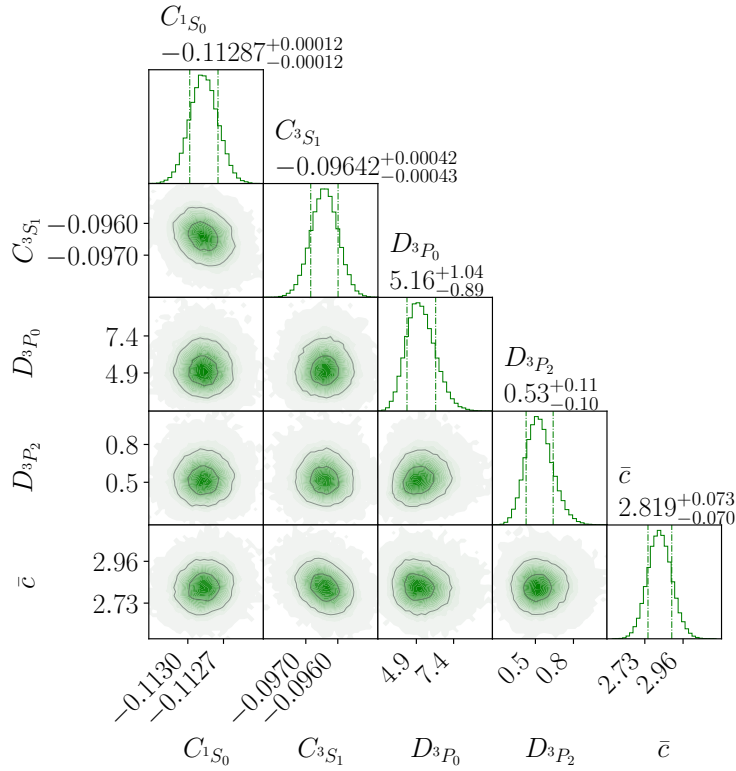 C_{^1S_0}
−0.11287^{+0.00012}_{−0.00012}
C_{^3S_1}
−0.09642^{+0.00042}_{−0.00043}
D_{^3P_0}
5.16^{+1.04}_{−0.89}
D_{^3P_2}
0.53^{+0.11}_{−0.10}
c̄
2.819^{+0.073}_{−0.070}
C_{^3S_1}
−0.0960
−0.0970
D_{^3P_0}
7.4
4.9
D_{^3P_2}
0.8
0.5
c̄
2.96
2.73
−0.1130 −0.1127 −0.0970 −0.0960 4.9 7.4 0.5 0.8 2.73 2.96
C_{^1S_0} C_{^3S_1} D_{^3P_0} D_{^3P_2} c̄